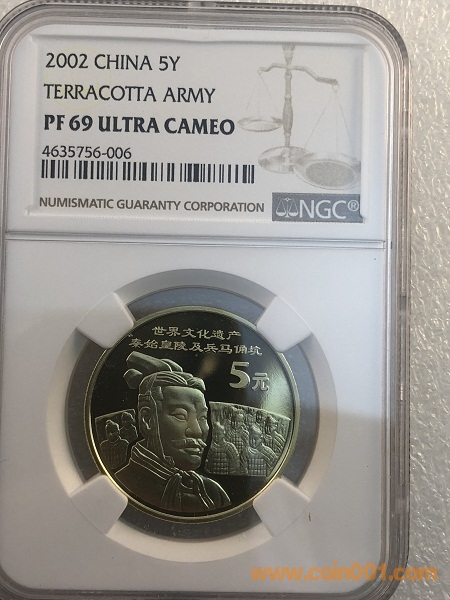 2002 CHINA 5Y
TERRACOTTA ARMY
PF 69 ULTRA CAMEO
4635756-006
NUMISMATIC GUARANTY CORPORATION
NGC®
世界文化遗产
秦始皇陵及兵马俑坑
5元
www.coin001.com